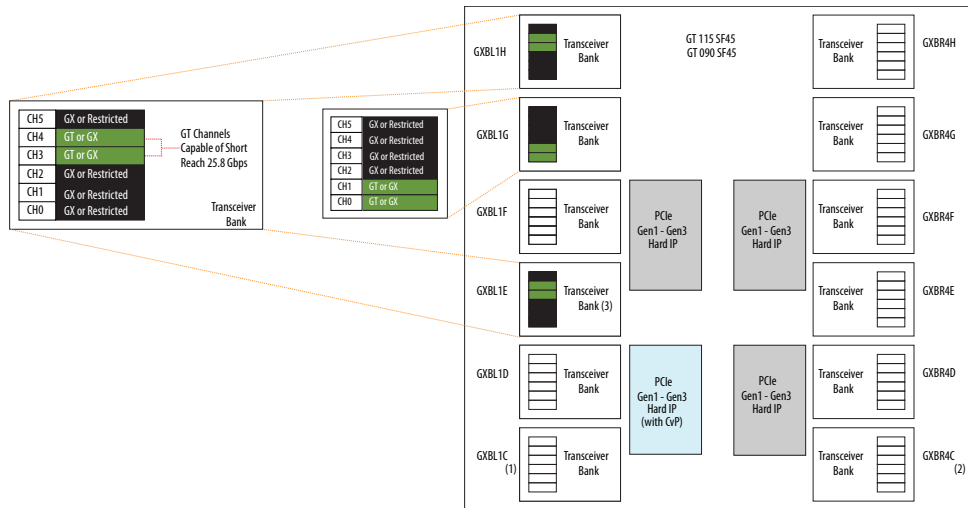 GT 115 SF45
GT 090 SF45
GXBL1H
Transceiver
Bank
Transceiver
Bank
GXBR4H
CH5 GX or Restricted
CH4 GT or GX
CH3 GT or GX
CH2 GX or Restricted
CH1 GX or Restricted
CH0 GX or Restricted
GT Channels
Capable of Short
Reach 25.8 Gbps
Transceiver
Bank
CH5 GX or Restricted
CH4 GX or Restricted
CH3 GX or Restricted
CH2 GX or Restricted
CH1 GT or GX
CH0 GT or GX
GXBL1G
Transceiver
Bank
Transceiver
Bank
GXBR4G
GXBL1F
Transceiver
Bank
PCIe
Gen1 - Gen3
Hard IP
PCIe
Gen1 - Gen3
Hard IP
Transceiver
Bank
GXBR4F
GXBL1E
Transceiver
Bank (3)
Transceiver
Bank
GXBR4E
GXBL1D
Transceiver
Bank
PCIe
Gen1 - Gen3
Hard IP
(with CvP)
PCIe
Gen1 - Gen3
Hard IP
Transceiver
Bank
GXBR4D
GXBL1C
(1)
Transceiver
Bank
Transceiver
Bank
GXBR4C
(2)